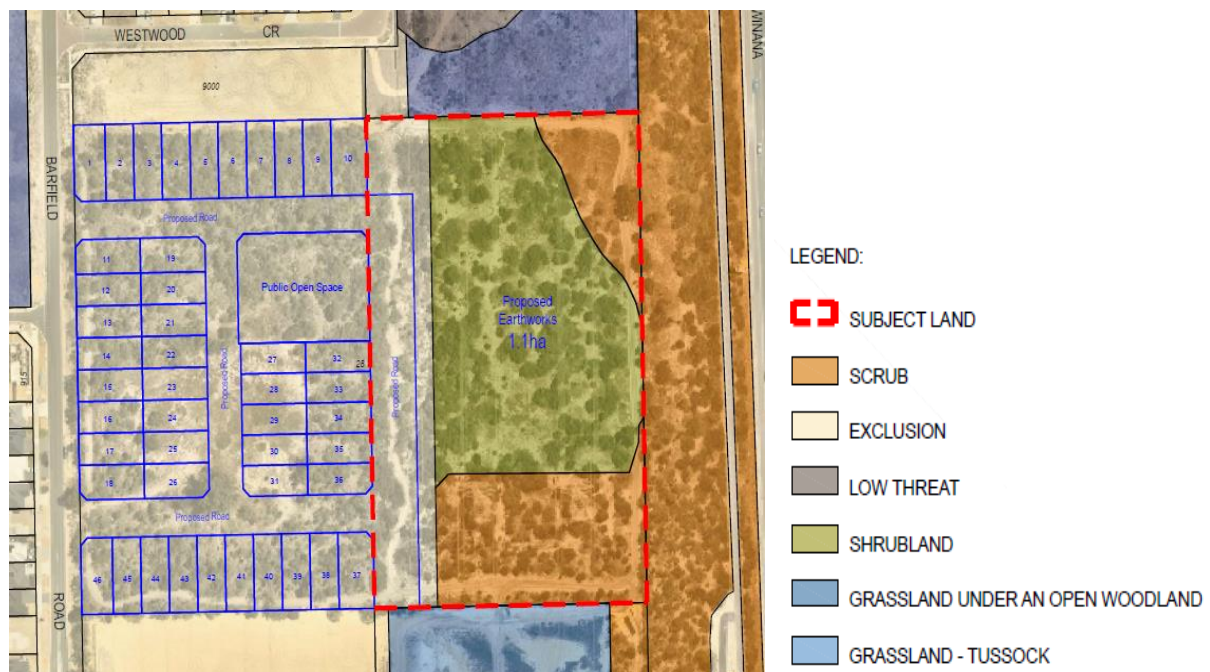 WESTWOOD CR
WINANA
9000
BARFIELD
1 2 3 4 5 6 7 8 9 10
Proposed Road
11 19
12 20
13 21
14 22
15 23
16 24
17 25
18 26
Public Open Space
Proposed Road
27 32
28 33
29 34
30 35
31 36
26
Proposed Road
Proposed
Earthworks
1.1ha
Proposed Road
46 45 44 43 42 41 40 39 38 37
ROAD
LEGEND:
SUBJECT LAND
SCRUB
EXCLUSION
LOW THREAT
SHRUBLAND
GRASSLAND UNDER AN OPEN WOODLAND
GRASSLAND - TUSSOCK